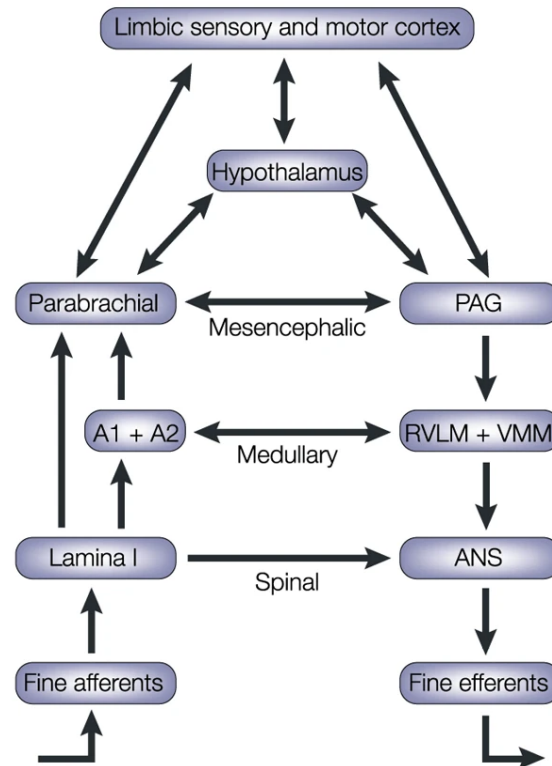 Limbic sensory and motor cortex
Hypothalamus
Parabrachial
PAG
Mesencephalic
A1 + A2
RVLM + VMM
Medullary
Lamina I
ANS
Spinal
Fine afferents
Fine efferents